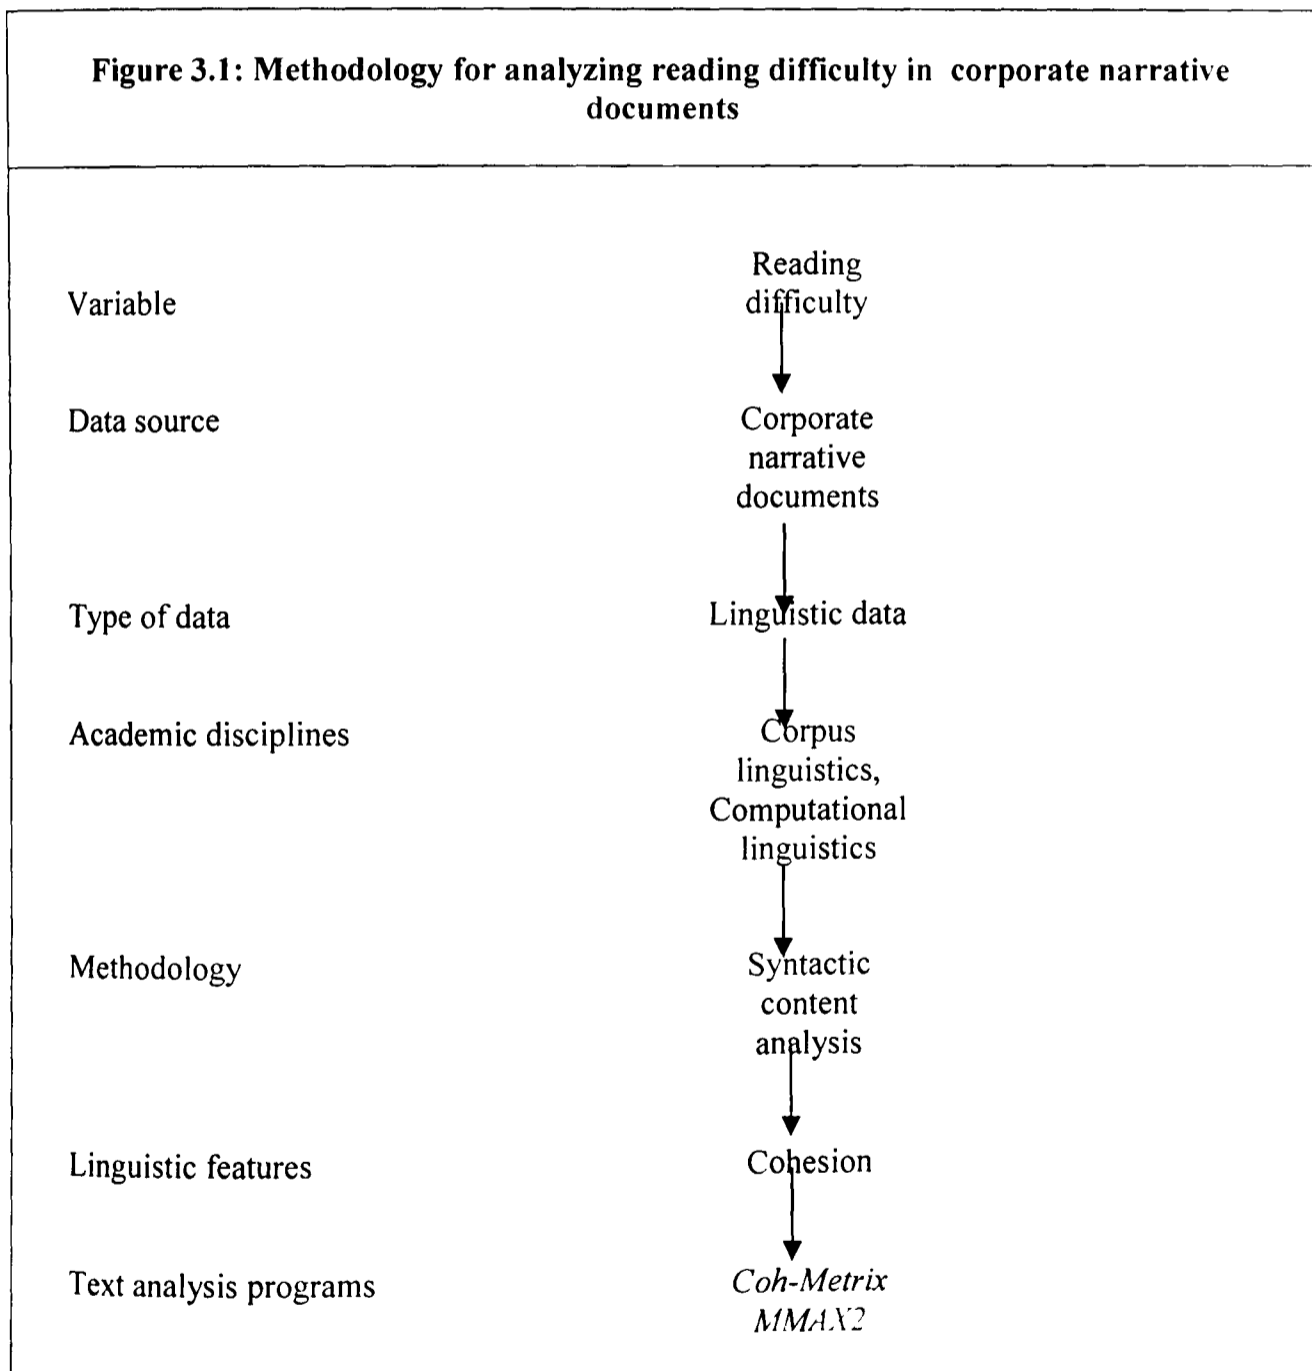 Figure 3.1: Methodology for analyzing reading difficulty in corporate narrative
documents
Reading
Variable difficulty
Data source Corporate
narrative
documents
Type of data Linguistic data
Academic disciplines Corpus
linguistics,
Computational
linguistics
Methodology Syntactic
content
analysis
Linguistic features Cohesion
Text analysis programs Coh-Metrix
MMAX2